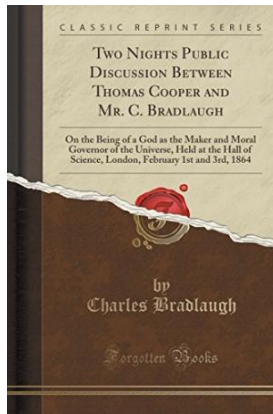 CLASSIC REPRINT SERIES
TWO NIGHTS PUBLIC
DISCUSSION BETWEEN
THOMAS COOPER AND
MR. C. BRADLAUGH
On the Being of a God as the Maker and Moral
Governor of the Universe, Held at the Hall of
Science, London, February 1st and 3rd, 1864
by
Charles Bradlaugh
Forgotten Books